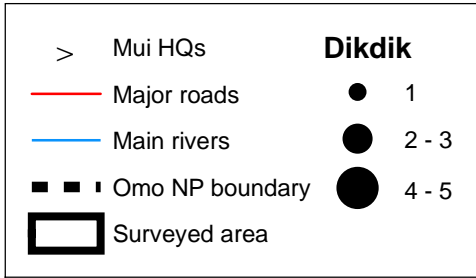 > Mui HQs
Dikdik
Major roads
1
Main rivers
2 - 3
Omo NP boundary
4 - 5
Surveyed area